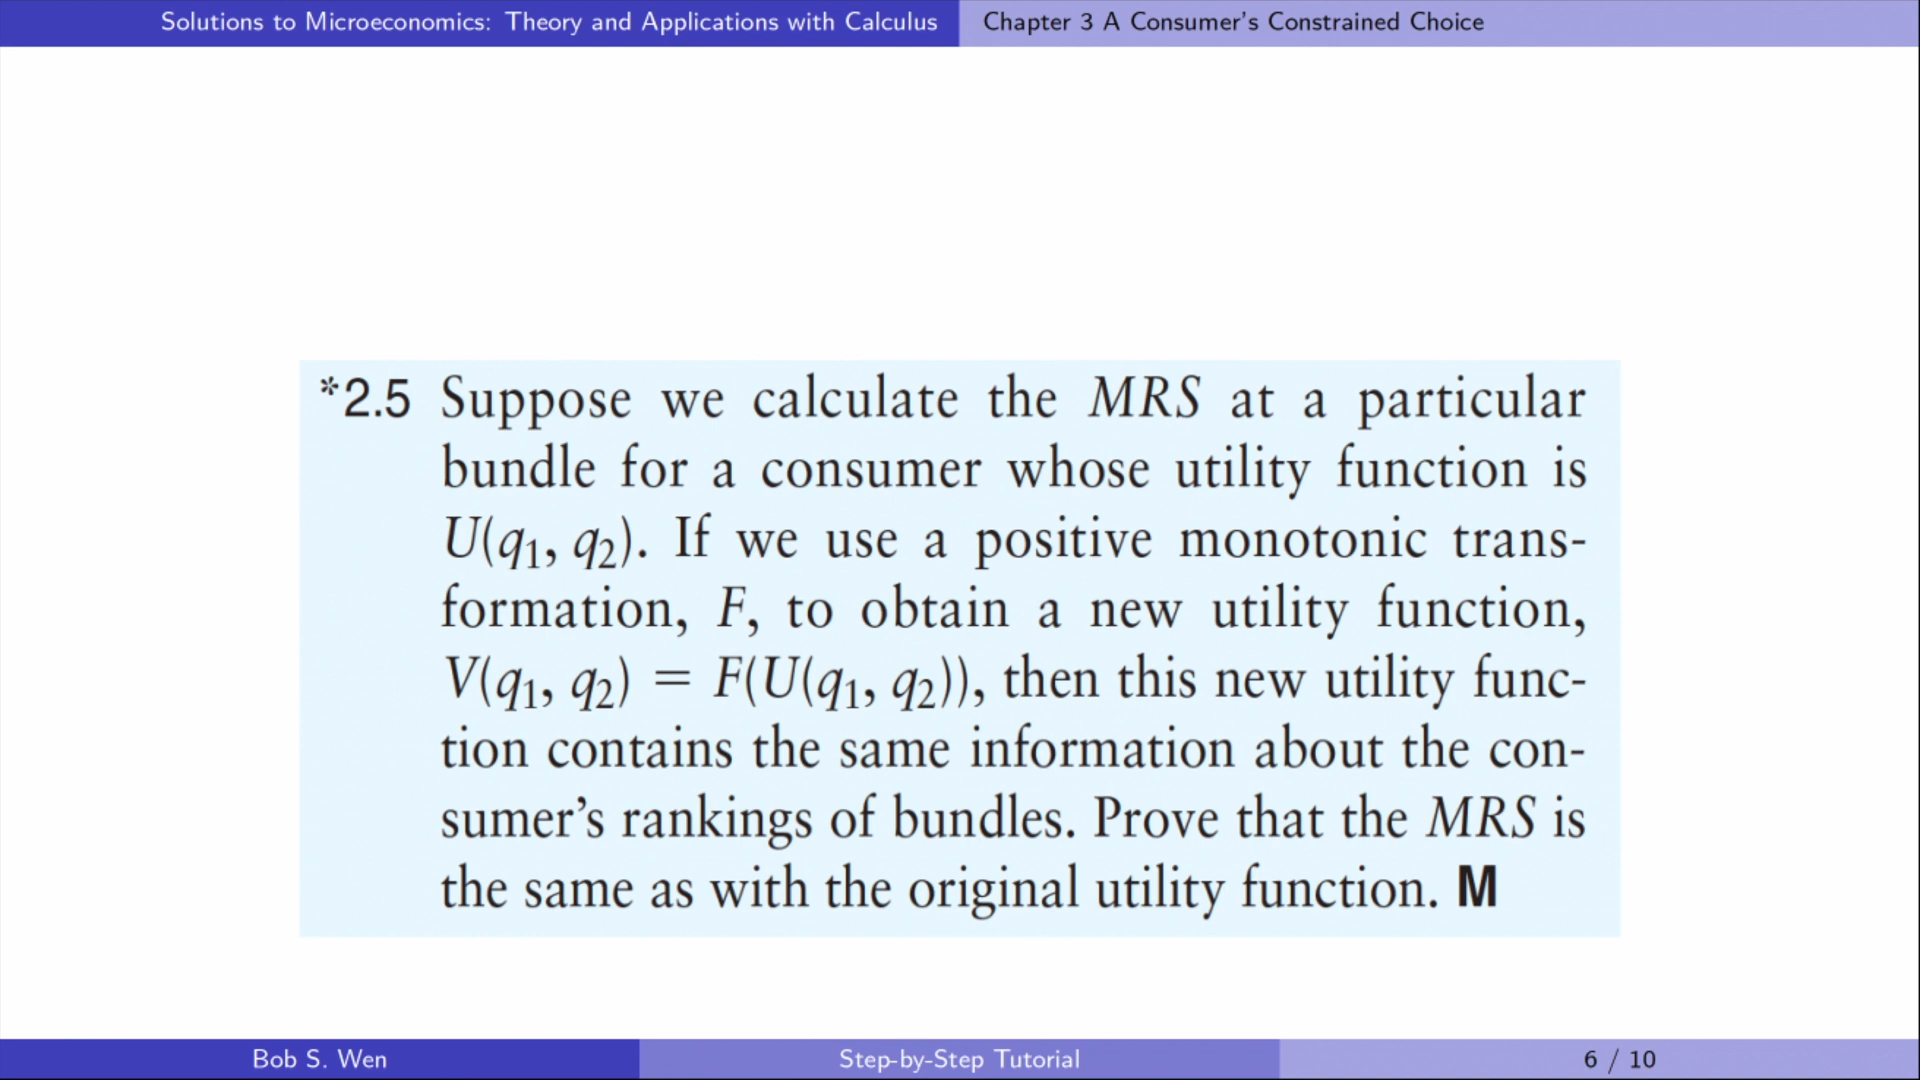 Solutions to Microeconomics: Theory and Applications with Calculus
Chapter 3 A Consumer's Constrained Choice
*2.5 Suppose we calculate the MRS at a particular
bundle for a consumer whose utility function is
U(q₁, q₂). If we use a positive monotonic trans-
formation, F, to obtain a new utility function,
V(q₁, q₂) = F(U(q₁, q₂)), then this new utility func-
tion contains the same information about the con-
sumer's rankings of bundles. Prove that the MRS is
the same as with the original utility function. M
Bob S. Wen
Step-by-Step Tutorial
6 / 10